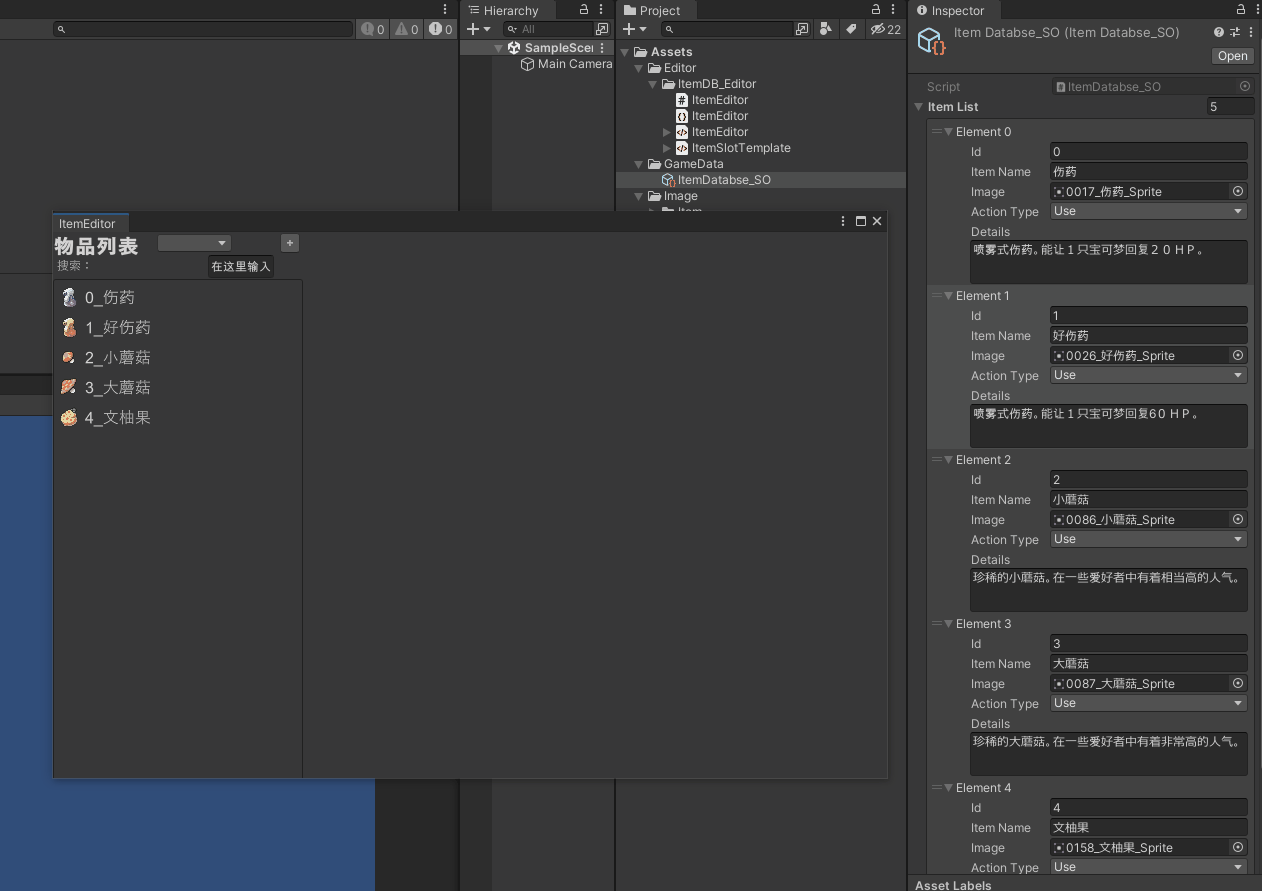 0
0
0
Hierarchy
All
SampleScen
Main Camera
Project
22
Assets
Editor
ItemDB_Editor
ItemEditor
ItemEditor
ItemEditor
ItemSlotTemplate
GameData
ItemDatabse_SO
Image
ItemEditor
物品列表
+
搜索：
在这里输入
0_伤药
1_好伤药
2_小蘑菇
3_大蘑菇
4_文柚果
Inspector
Item Databse_SO (Item Databse_SO)
Open
Script
ItemDatabse_SO
Item List
5
Element 0
Id
0
Item Name
伤药
Image
0017_伤药_Sprite
Action Type
Use
Details
喷雾式伤药。能让１只宝可梦回复２０ＨＰ。
Element 1
Id
1
Item Name
好伤药
Image
0026_好伤药_Sprite
Action Type
Use
Details
喷雾式伤药。能让１只宝可梦回复60ＨＰ。
Element 2
Id
2
Item Name
小蘑菇
Image
0086_小蘑菇_Sprite
Action Type
Use
Details
珍稀的小蘑菇。在一些爱好者中有着相当高的人气。
Element 3
Id
3
Item Name
大蘑菇
Image
0087_大蘑菇_Sprite
Action Type
Use
Details
珍稀的大蘑菇。在一些爱好者中有着非常高的人气。
Element 4
Id
4
Item Name
文柚果
Image
0158_文柚果_Sprite
Action Type
Use
Asset Labels